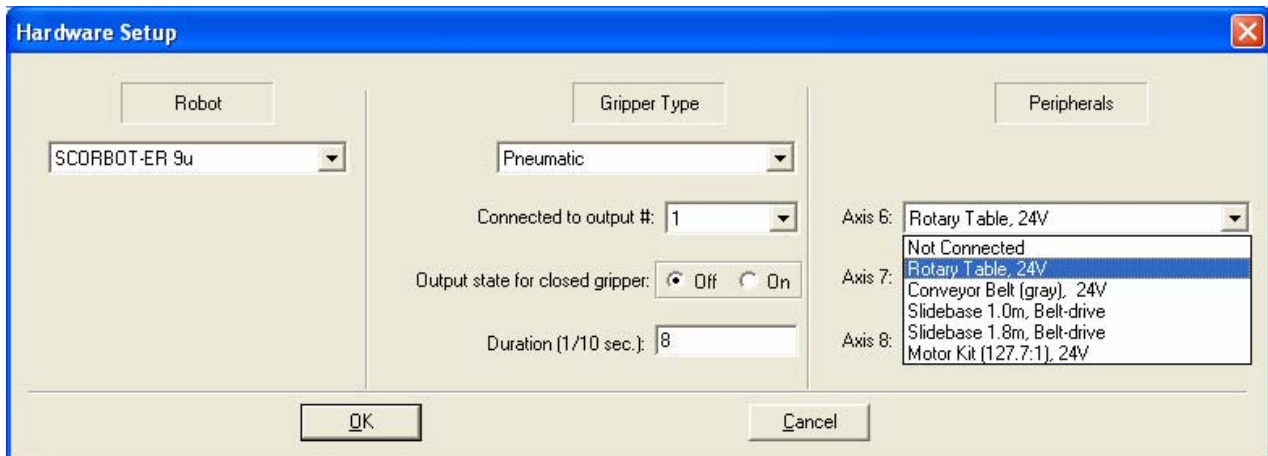 Hardware Setup
Robot
SCORBOT-ER 9u
Gripper Type
Pneumatic
Connected to output #: 1
Output state for closed gripper: Off On
Duration (1/10 sec.): 8
Peripherals
Axis 6: Rotary Table, 24V
Not Connected
Rotary Table, 24V
Conveyor Belt (gray), 24V
Slidebase 1.0m, Belt-drive
Slidebase 1.8m, Belt-drive
Motor Kit (127.7:1), 24V
Axis 7:
Axis 8:
OK
Cancel